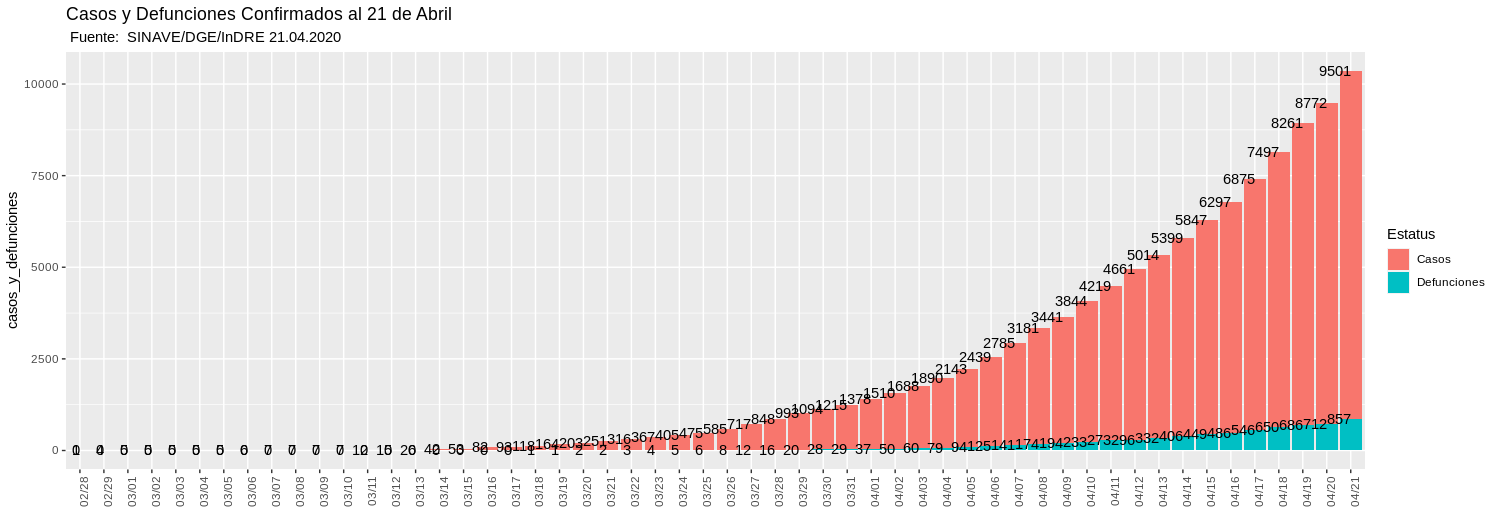 Casos y Defunciones Confirmados al 21 de Abril
Fuente: SINAVE/DGE/InDRE 21.04.2020
casos_y_defunciones
10000
7500
5000
2500
0
93 118 164 203 251 316 367 405 475 585 717 848 993 1094 1215 1378 1510 1688 1890 2143 2439 2785 3181 3441 3844 4219 4661 5014 5399 5847 6297 6875 7497 8261 8772 9501
1 1 2 2 3 4 5 6 8 12 16 20 28 29 37 50 60 79 94 125 141 174 194 233 273 296 332 406 449 486 546 650 686 712 857
02/28 02/29 03/01 03/02 03/03 03/04 03/05 03/06 03/07 03/08 03/09 03/10 03/11 03/12 03/13 03/14 03/15 03/16 03/17 03/18 03/19 03/20 03/21 03/22 03/23 03/24 03/25 03/26 03/27 03/28 03/29 03/30 03/31 04/01 04/02 04/03 04/04 04/05 04/06 04/07 04/08 04/09 04/10 04/11 04/12 04/13 04/14 04/15 04/16 04/17 04/18 04/19 04/20 04/21
Estatus
Casos
Defunciones